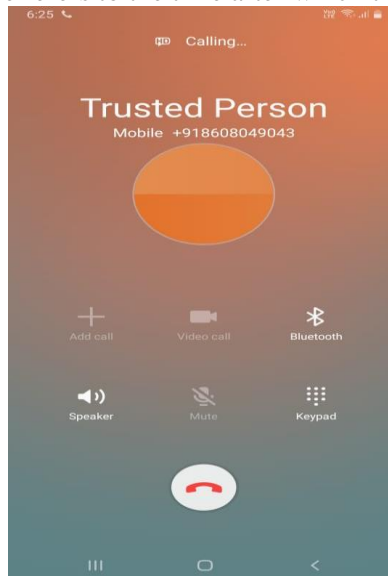 6:25
HD Calling...
Trusted Person
Mobile +918608049043
Add call Video call Bluetooth
Speaker Mute Keypad